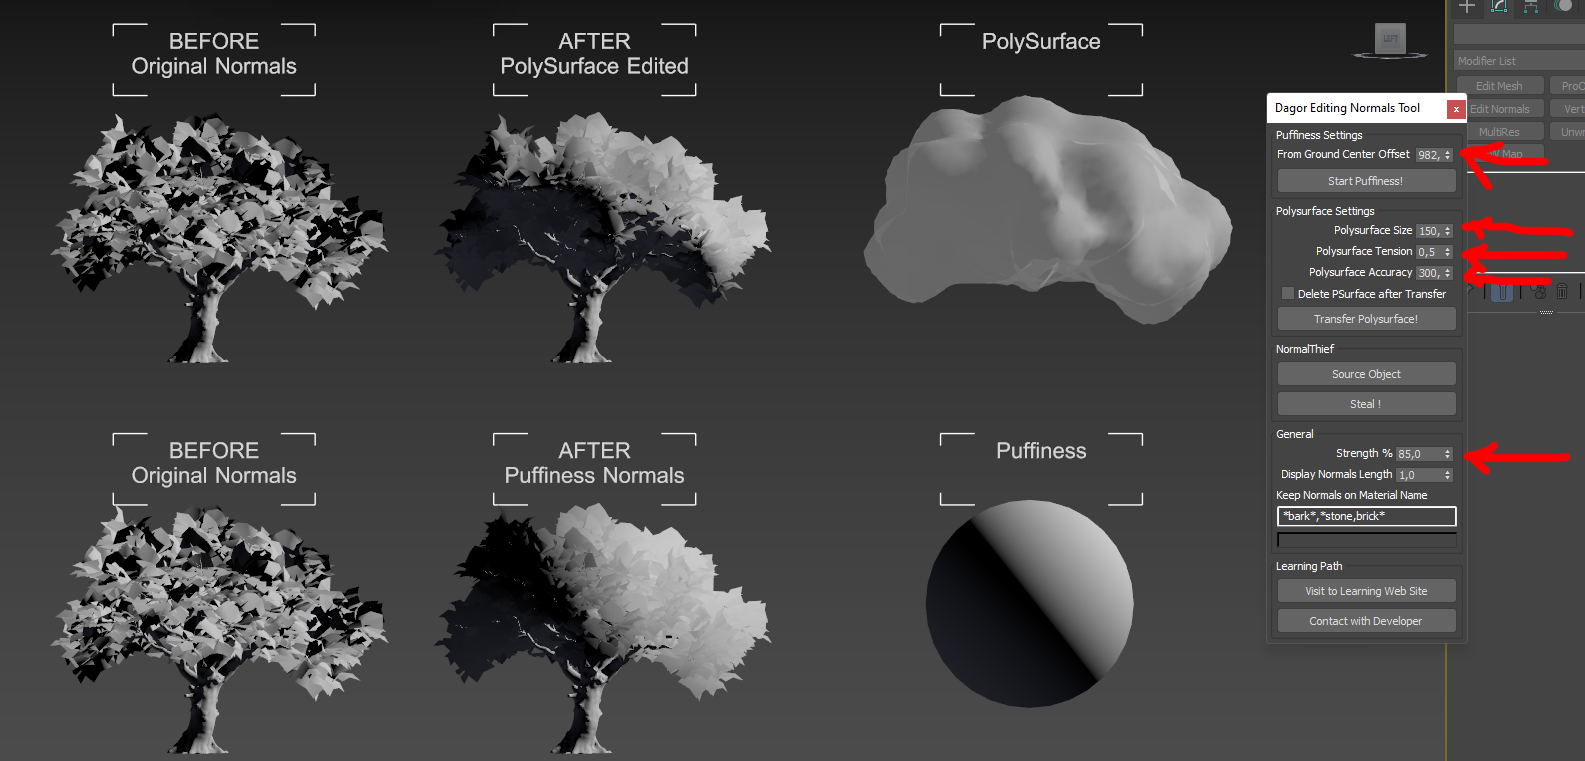 BEFORE
Original Normals
AFTER
PolySurface Edited
PolySurface
LEFT
Modifier List
Edit Mesh
Edit Normals
MultiRes
Map
Dagor Editing Normals Tool
x
Puffiness Settings
From Ground Center Offset 982,
Start Puffiness!
Polysurface Settings
Polysurface Size 150,
Polysurface Tension 0,5
Polysurface Accuracy 300,
Delete PSurface after Transfer
Transfer Polysurface!
NormalThief
Source Object
Steal !
General
Strength % 85,0
Display Normals Length 1,0
Keep Normals on Material Name
*bark*,*stone,brick*
Learning Path
Visit to Learning Web Site
Contact with Developer
BEFORE
Original Normals
AFTER
Puffiness Normals
Puffiness